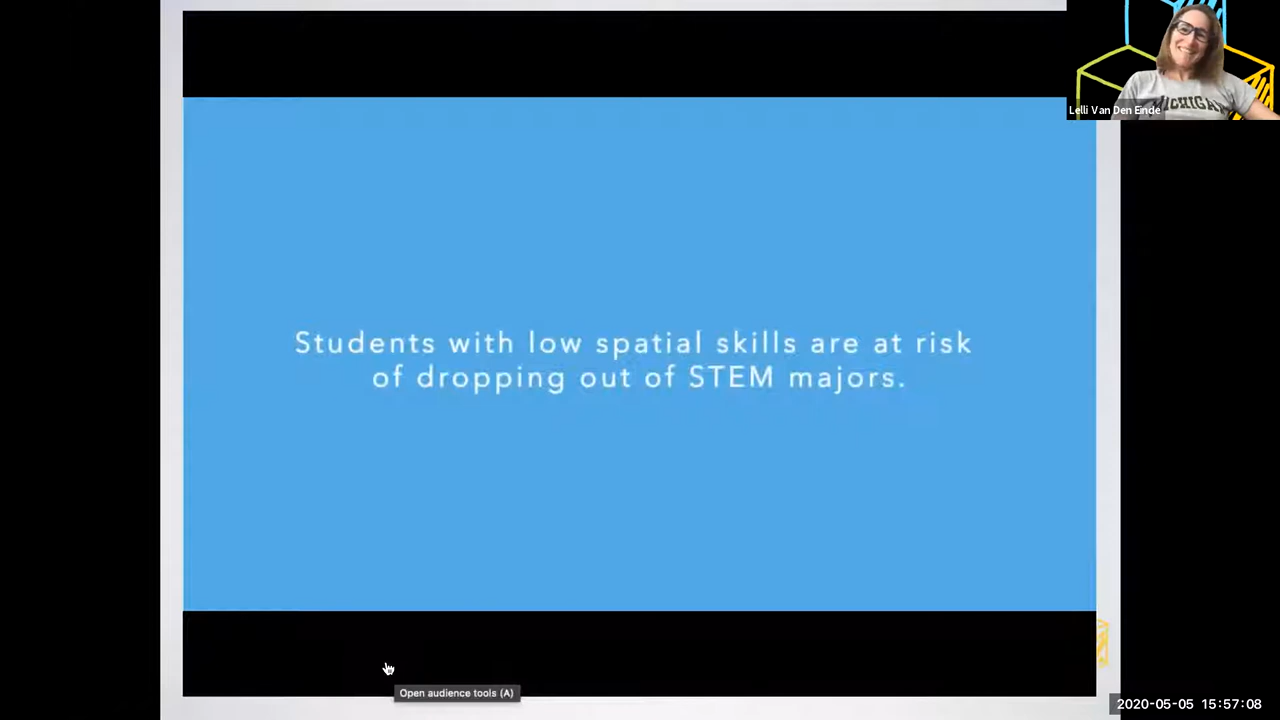 MICHIGAN
Lelli Van Den Einde
Students with low spatial skills are at risk
of dropping out of STEM majors.
Open audience tools (A)
2020-05-05 15:57:08